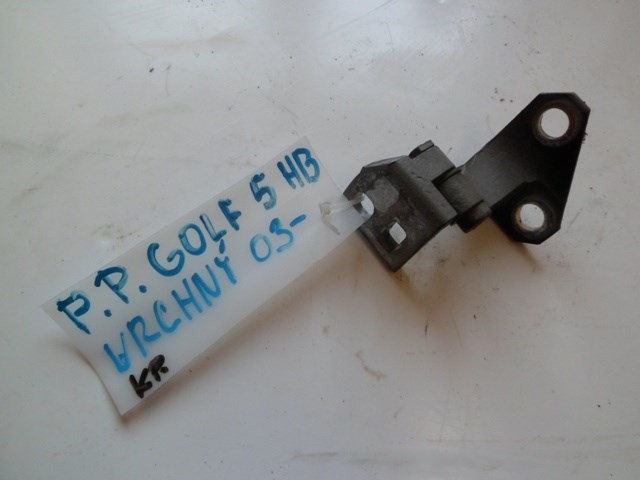 P.P. GOLF 5 HB
VRCHNÝ 03-
KR.